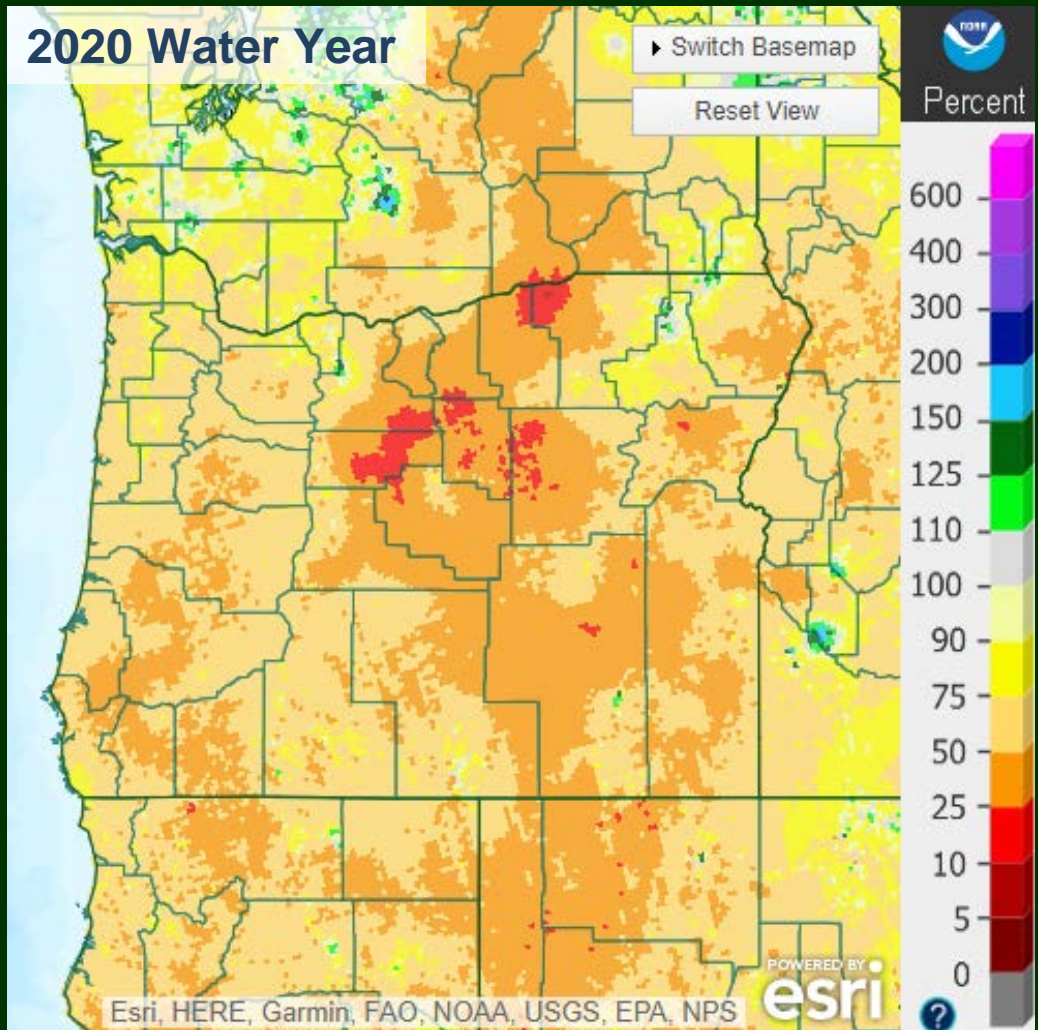 2020 Water Year
Switch Basemap
Reset View
NOAA
Percent
600
400
300
200
150
125
110
100
90
75
50
25
10
5
0
POWERED BY
esri
Esri, HERE, Garmin, FAO, NOAA, USGS, EPA, NPS
?